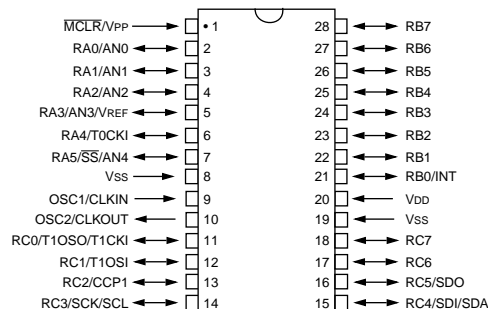 MCLR/VPP • 1 28 RB7
RA0/AN0 2 27 RB6
RA1/AN1 3 26 RB5
RA2/AN2 4 25 RB4
RA3/AN3/VREF 5 24 RB3
RA4/T0CKI 6 23 RB2
RA5/SS/AN4 7 22 RB1
VSS 8 21 RB0/INT
OSC1/CLKIN 9 20 VDD
OSC2/CLKOUT 10 19 VSS
RC0/T1OSO/T1CKI 11 18 RC7
RC1/T1OSI 12 17 RC6
RC2/CCP1 13 16 RC5/SDO
RC3/SCK/SCL 14 15 RC4/SDI/SDA